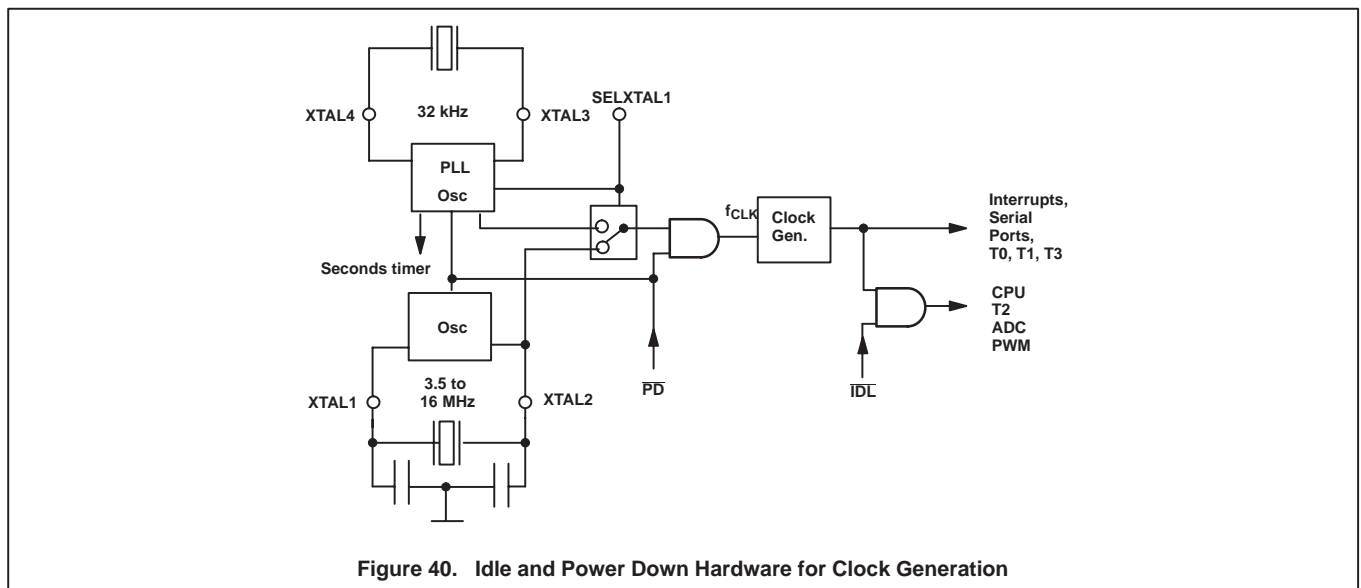 XTAL4
32 kHz
XTAL3
SELXTAL1
PLL
Osc
Seconds timer
fCLK
Clock
Gen.
Interrupts,
Serial
Ports,
T0, T1, T3
CPU
T2
ADC
PWM
Osc
PD
IDL
XTAL1
3.5 to
16 MHz
XTAL2
Figure 40. Idle and Power Down Hardware for Clock Generation